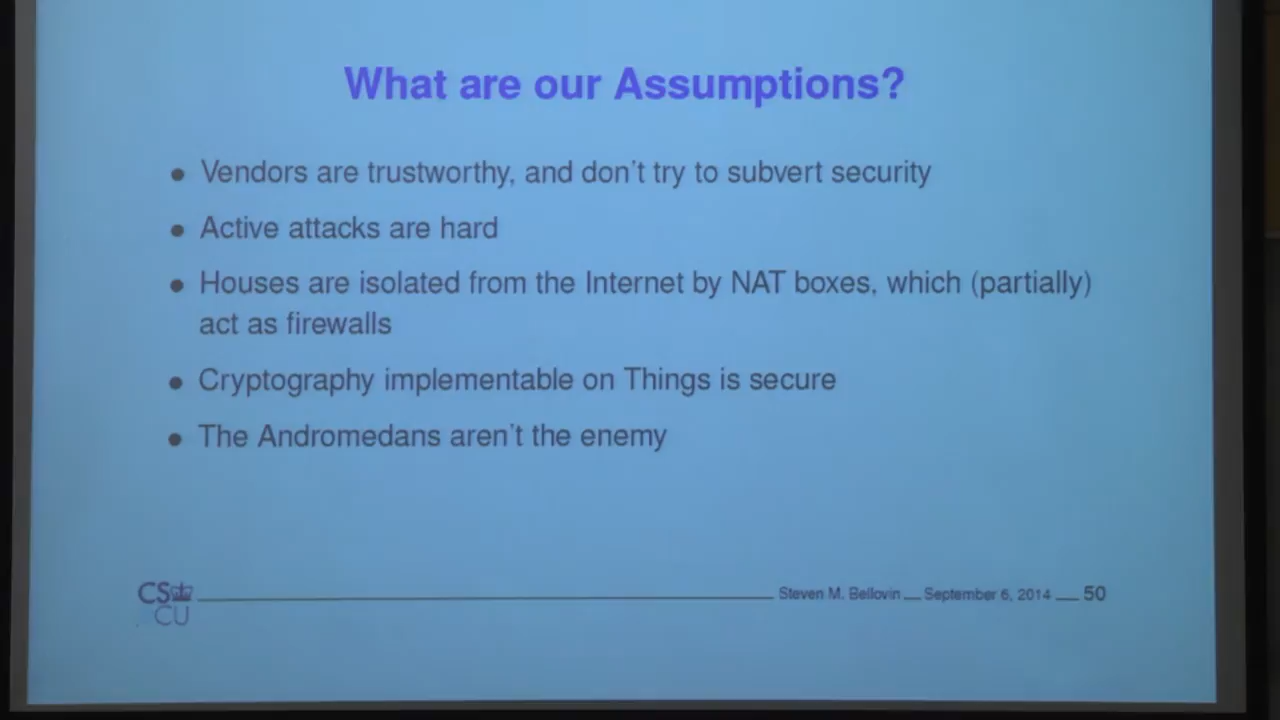 What are our Assumptions?
• Vendors are trustworthy, and don't try to subvert security
• Active attacks are hard
• Houses are isolated from the Internet by NAT boxes, which (partially)
act as firewalls
• Cryptography implementable on Things is secure
• The Andromedans aren't the enemy
CS
CU
Steven M. Bellovin __ September 6, 2014 __ 50